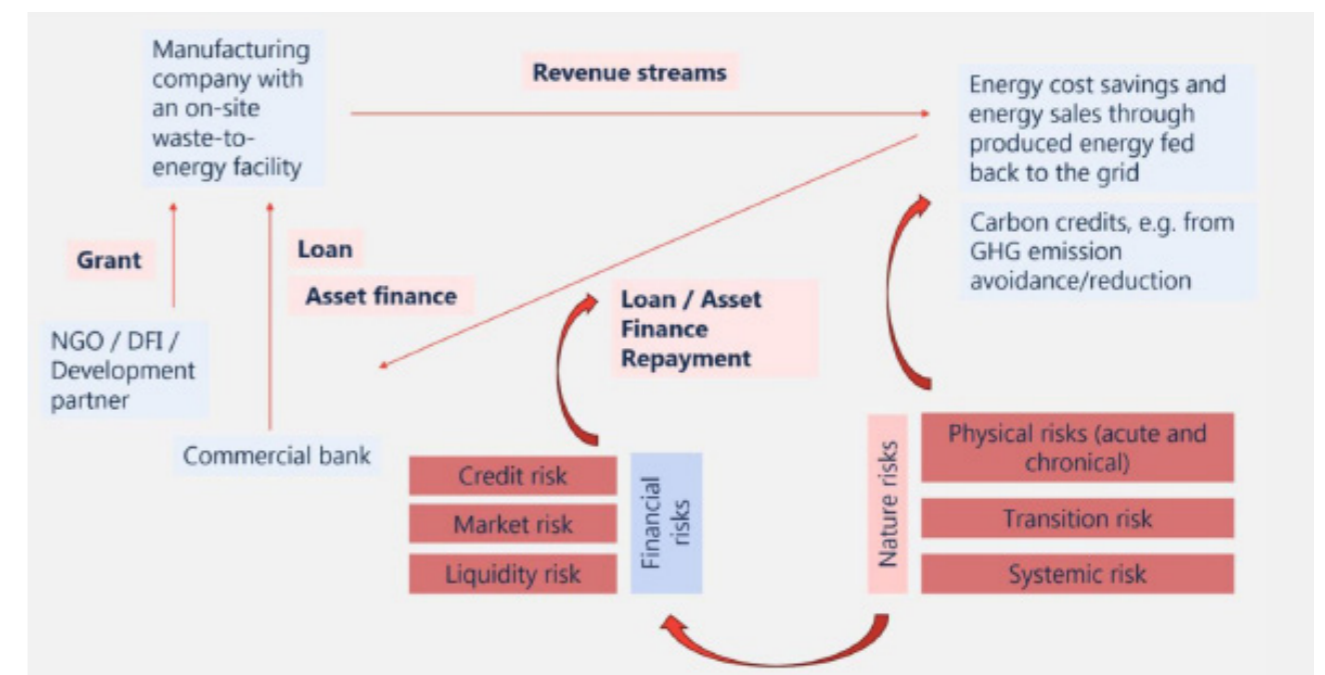 Manufacturing
company with
an on-site
waste-to-
energy facility
Revenue streams
Energy cost savings and
energy sales through
produced energy fed
back to the grid
Carbon credits, e.g. from
GHG emission
avoidance/reduction
Grant
Loan
Asset finance
Loan / Asset
Finance
Repayment
NGO / DFI /
Development
partner
Commercial bank
Credit risk
Market risk
Liquidity risk
Financial
risks
Nature risks
Physical risks (acute and
chronical)
Transition risk
Systemic risk